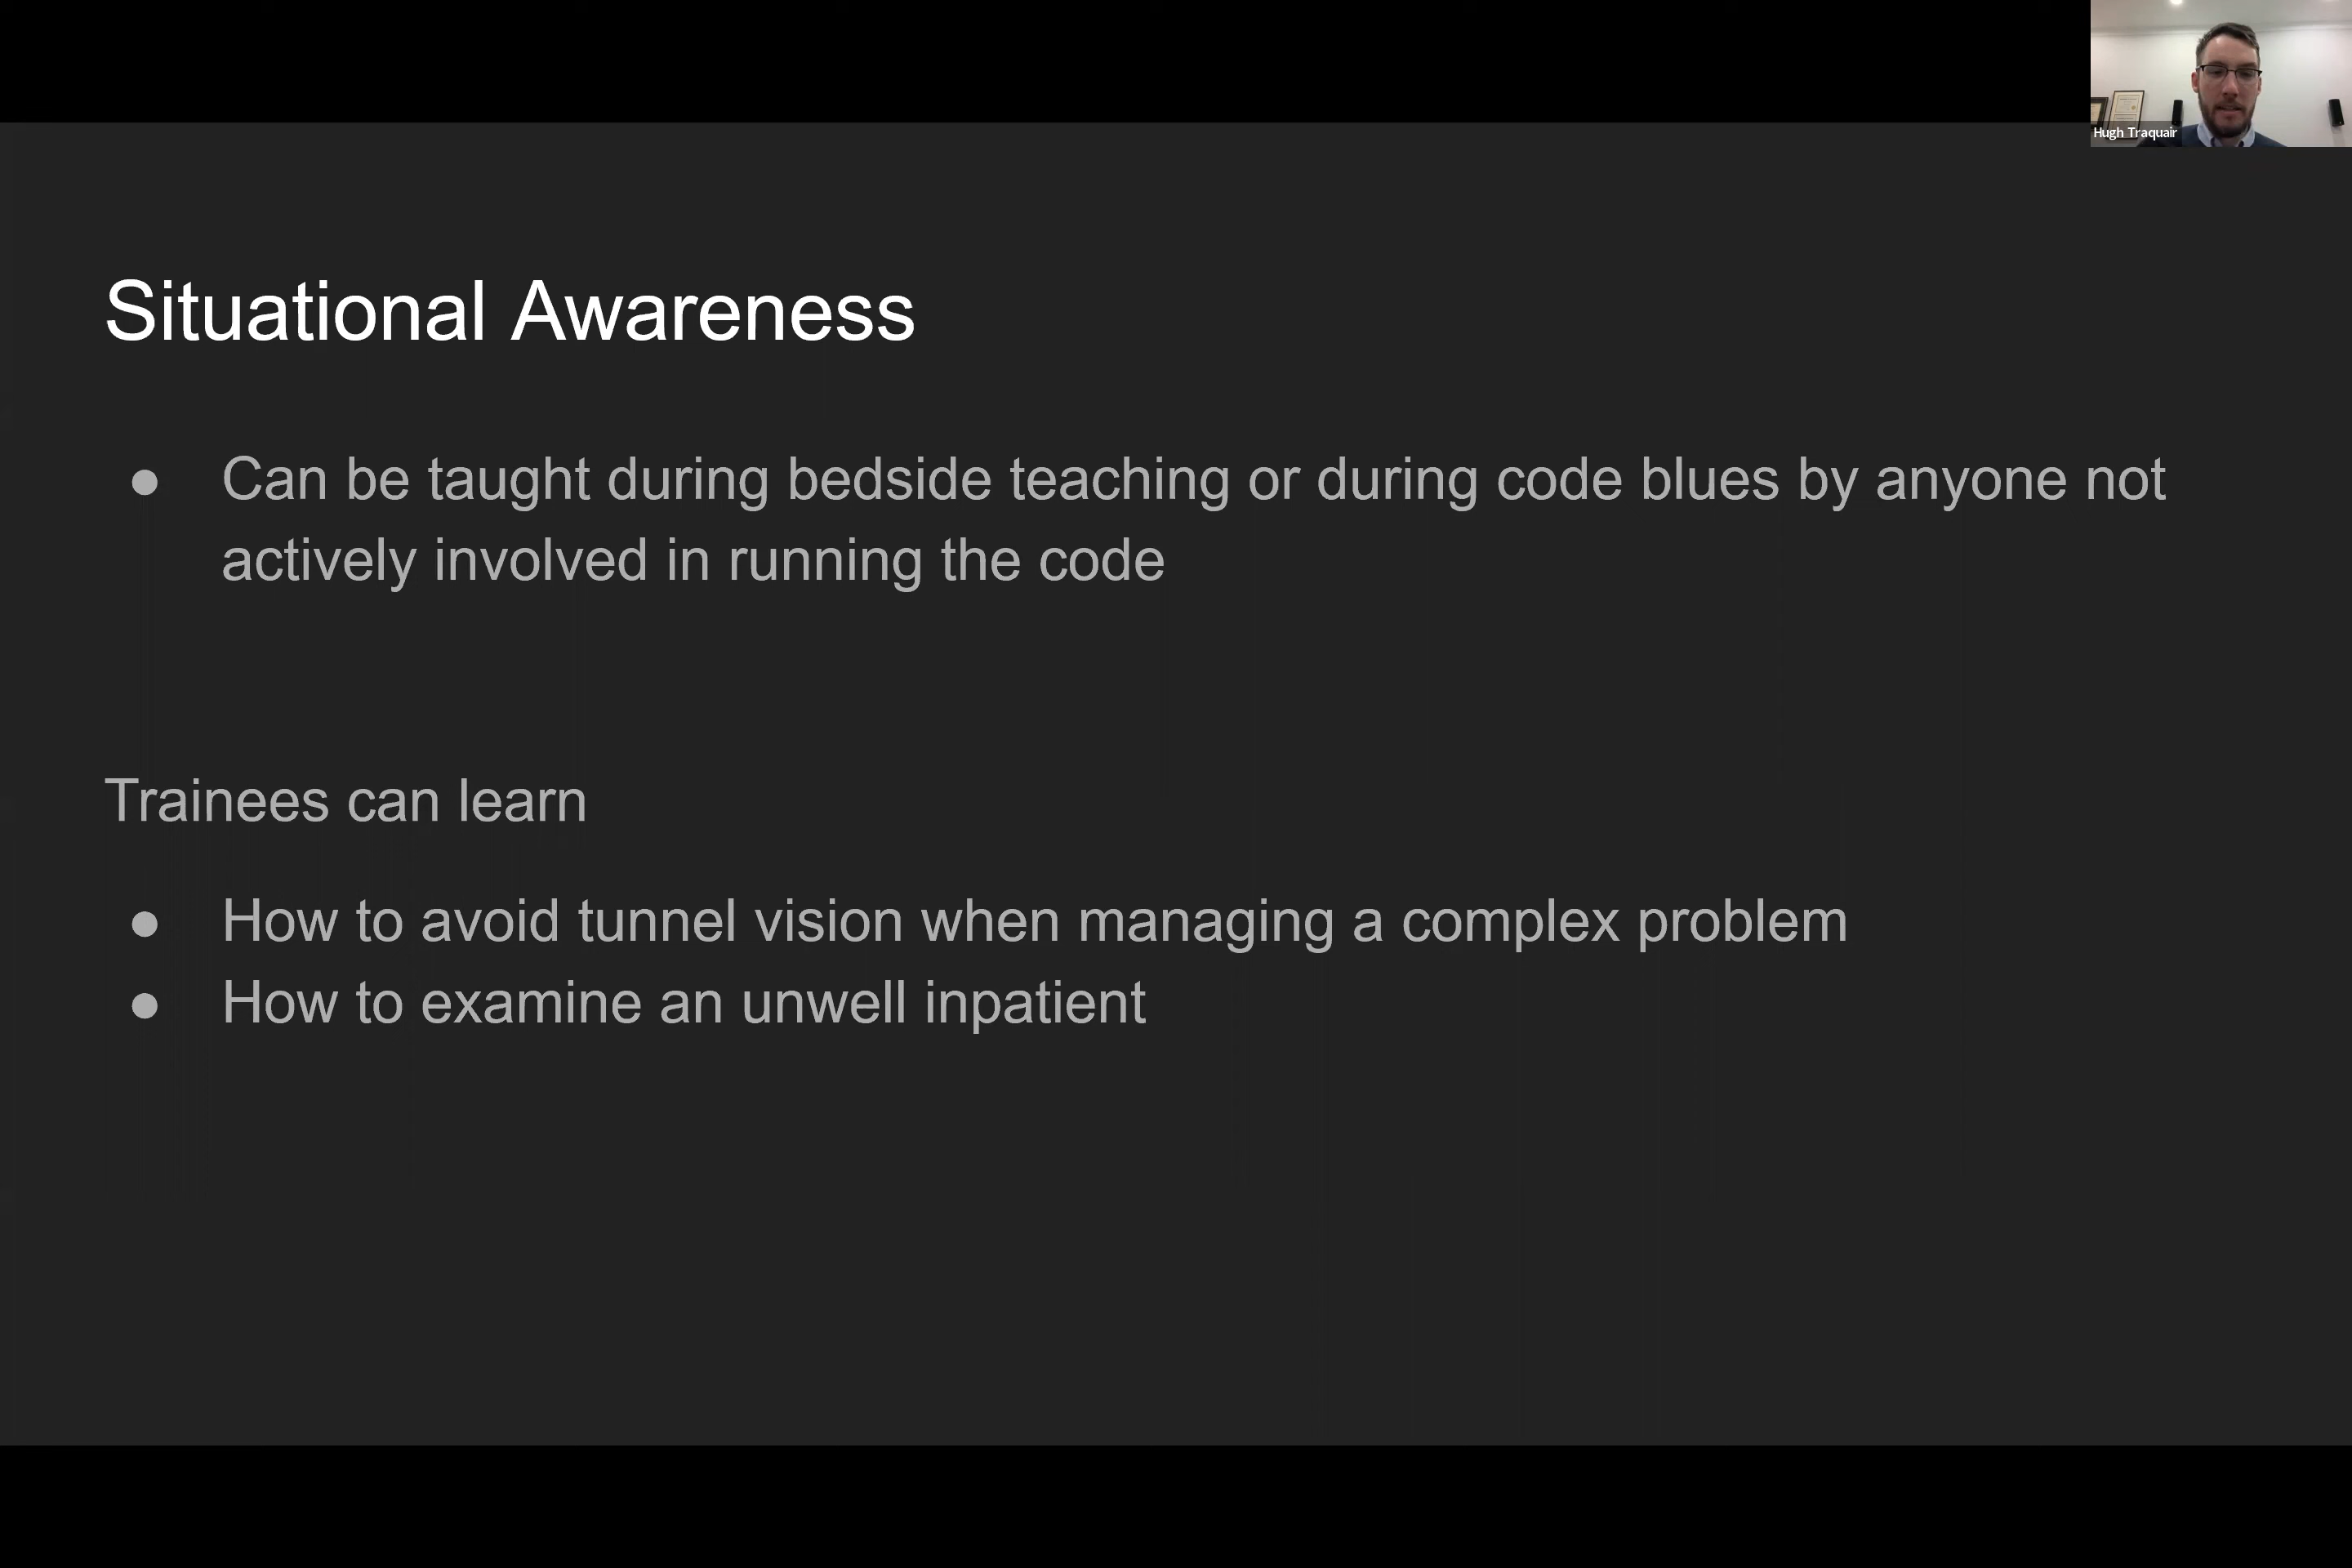 Hugh Traquair
Situational Awareness
● Can be taught during bedside teaching or during code blues by anyone not
actively involved in running the code
Trainees can learn
● How to avoid tunnel vision when managing a complex problem
● How to examine an unwell inpatient